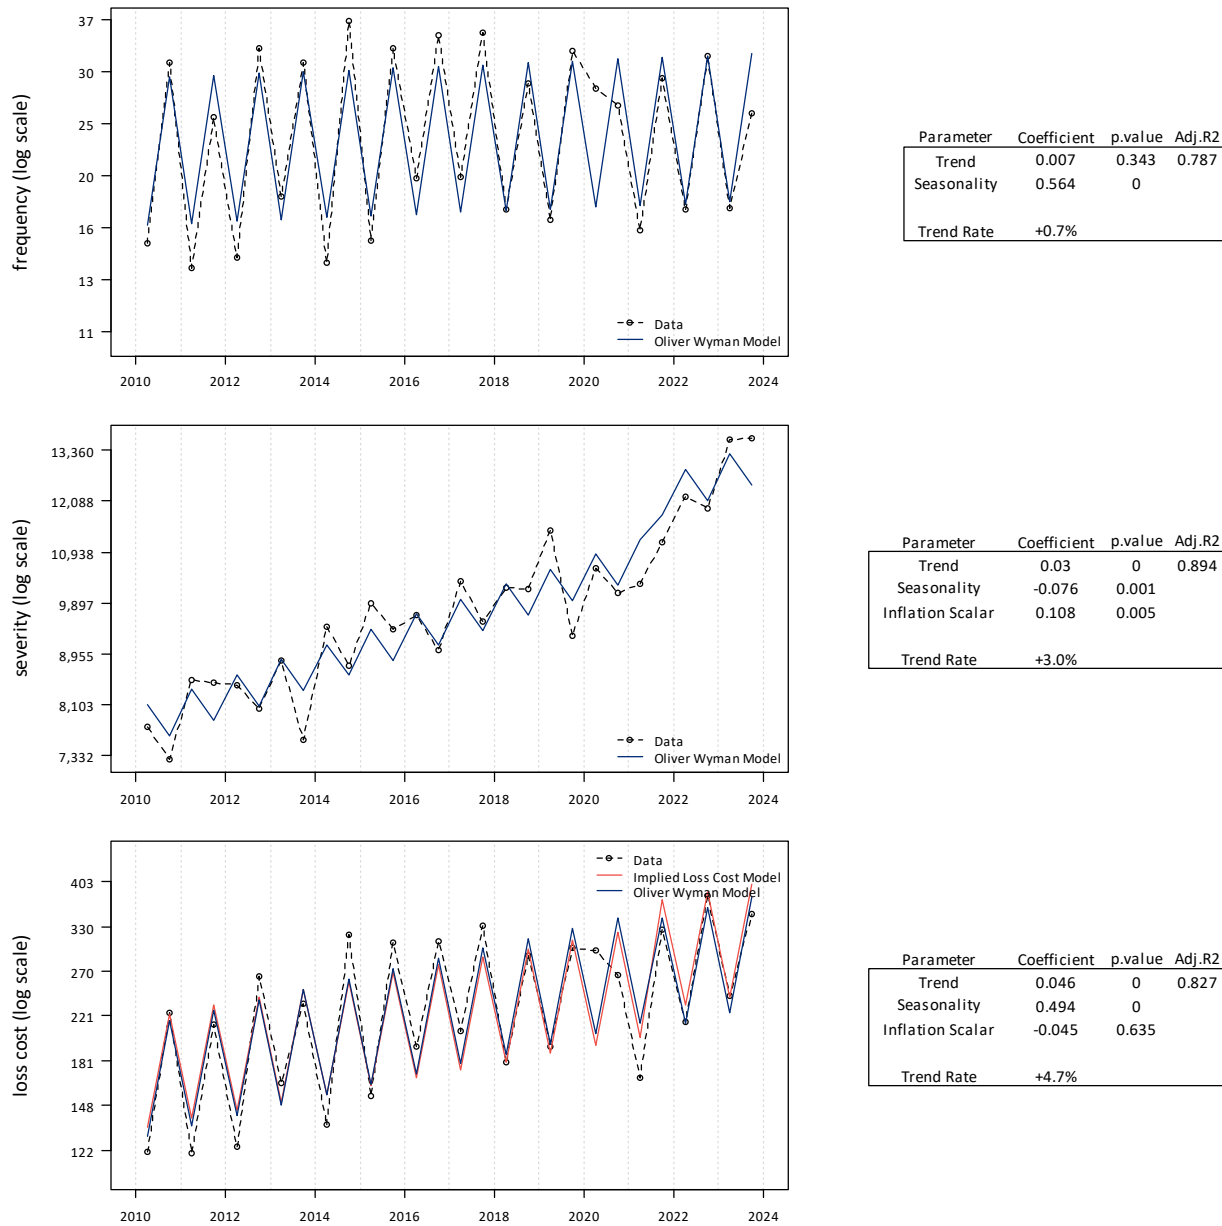 frequency (log scale)
37
30
25
20
16
13
11
Data
Oliver Wyman Model
2010 2012 2014 2016 2018 2020 2022 2024
Parameter Coefficient p.value Adj.R2
Trend 0.007 0.343 0.787
Seasonality 0.564 0
Trend Rate +0.7%
severity (log scale)
13,360
12,088
10,938
9,897
8,955
8,103
7,332
Data
Oliver Wyman Model
2010 2012 2014 2016 2018 2020 2022 2024
Parameter Coefficient p.value Adj.R2
Trend 0.03 0 0.894
Seasonality -0.076 0.001
Inflation Scalar 0.108 0.005
Trend Rate +3.0%
loss cost (log scale)
403
330
270
221
181
148
122
Data
Implied Loss Cost Model
Oliver Wyman Model
2010 2012 2014 2016 2018 2020 2022 2024
Parameter Coefficient p.value Adj.R2
Trend 0.046 0 0.827
Seasonality 0.494 0
Inflation Scalar -0.045 0.635
Trend Rate +4.7%